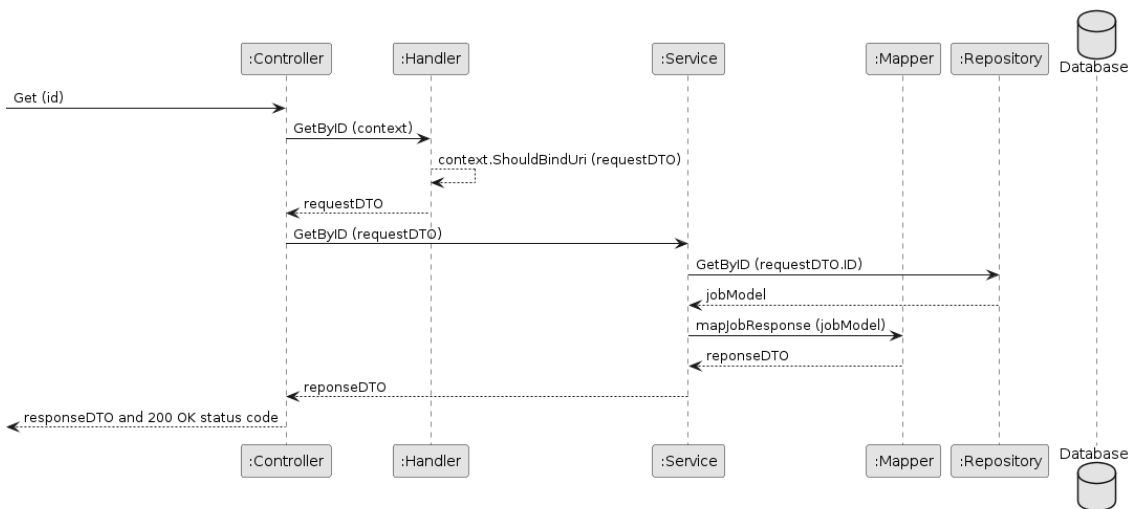 :Controller
:Handler
:Service
:Mapper
:Repository
Database
Get (id)
GetByID (context)
context.ShouldBindUri (requestDTO)
requestDTO
GetByID (requestDTO)
GetByID (requestDTO.ID)
jobModel
mapJobResponse (jobModel)
reponseDTO
reponseDTO
responseDTO and 200 OK status code
:Controller
:Handler
:Service
:Mapper
:Repository
Database